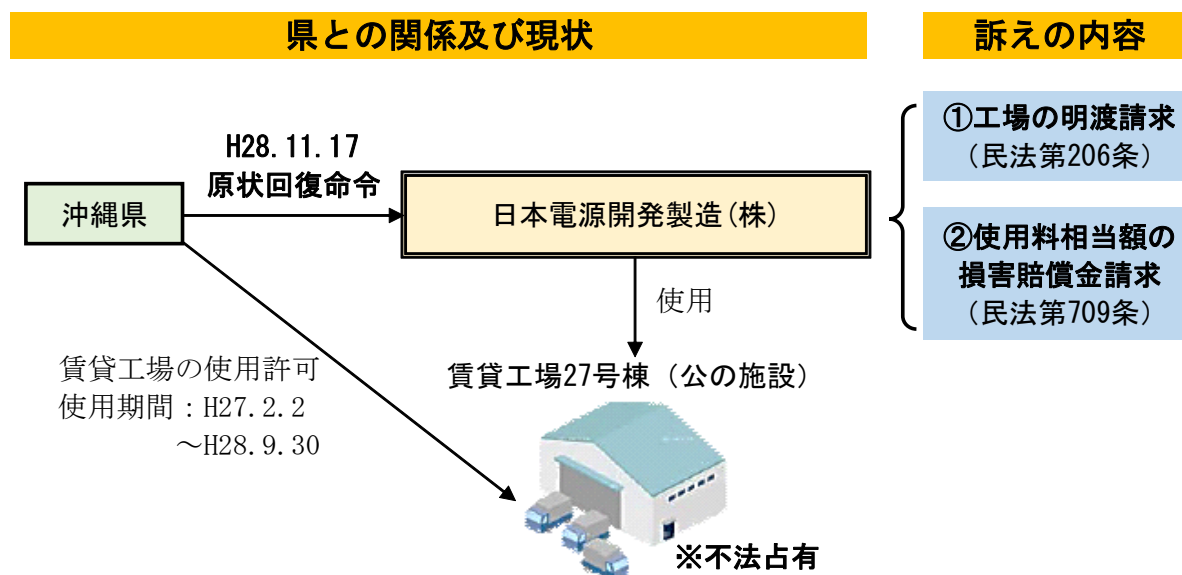 県との関係及び現状
訴えの内容
H28.11.17
原状回復命令
沖縄県
日本電源開発製造(株)
使用
賃貸工場の使用許可
使用期間：H27.2.2
～H28.9.30
賃貸工場27号棟（公の施設）
※不法占有
①工場の明渡請求
（民法第206条）
②使用料相当額の
損害賠償金請求
（民法第709条）